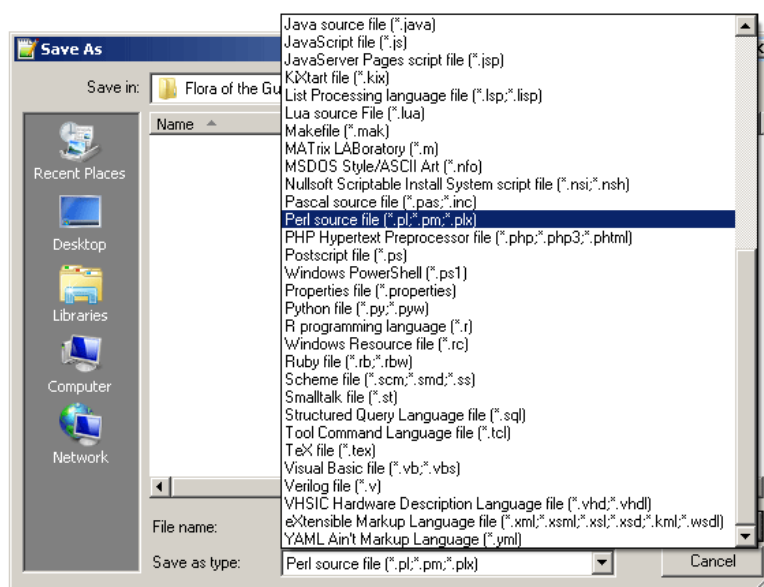 Save As
Save in:
Flora of the Gu
Name
Recent Places
Desktop
Libraries
Computer
Network
Java source file (*.java)
JavaScript file (*.js)
JavaServer Pages script file (*.jsp)
KiXtart file (*.kix)
List Processing language file (*.lsp;*.lisp)
Lua source File (*.lua)
Makefile (*.mak)
MATrix LABoratory (*.m)
MSDOS Style/ASCII Art (*.nfo)
Nullsoft Scriptable Install System script file (*.nsi;*.nsh)
Pascal source file (*.pas;*.inc)
Perl source file (*.pl;*.pm;*.plx)
PHP Hypertext Preprocessor file (*.php;*.php3;*.phtml)
Postscript file (*.ps)
Windows PowerShell (*.ps1)
Properties file (*.properties)
Python file (*.py;*.pyw)
R programming language (*.r)
Windows Resource file (*.rc)
Ruby file (*.rb;*.rbw)
Scheme file (*.scm;*.smd;*.ss)
Smalltalk file (*.st)
Structured Query Language file (*.sql)
Tool Command Language file (*.tcl)
TeX file (*.tex)
Visual Basic file (*.vb;*.vbs)
Verilog file (*.v)
VHSIC Hardware Description Language file (*.vhd;*.vhdl)
eXtensible Markup Language file (*.xml;*.xsml;*.xsl;*.xsd;*.kml;*.wsdl)
YAML Ain't Markup Language (*.yml)
File name:
Save as type:
Perl source file (*.pl;*.pm;*.plx)
Cancel